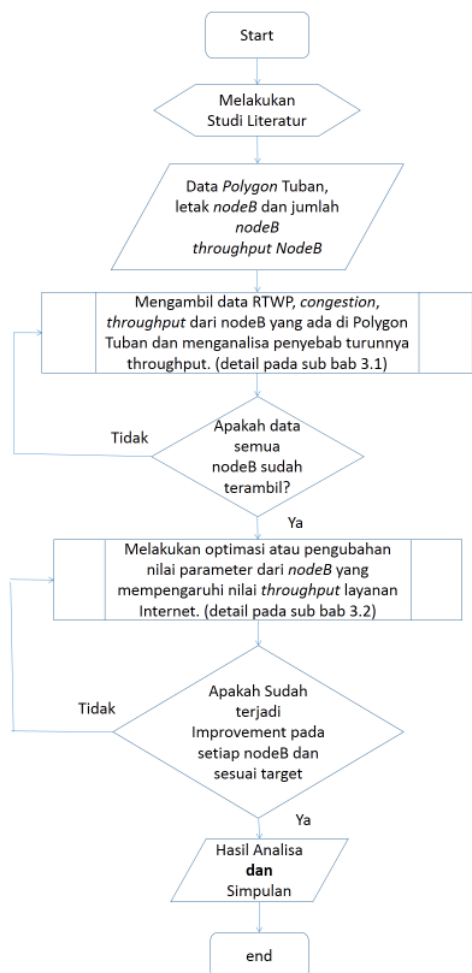 Start
Melakukan
Studi Literatur
Data Polygon Tuban,
letak nodeB dan jumlah
nodeB
throughput NodeB
Mengambil data RTWP, congestion,
throughput dari nodeB yang ada di Polygon
Tuban dan menganalisa penyebab turunnya
throughput. (detail pada sub bab 3.1)
Tidak
Apakah data
semua
nodeB sudah
terambil?
Ya
Melakukan optimasi atau pengubahan
nilai parameter dari nodeB yang
mempengaruhi nilai throughput layanan
Internet. (detail pada sub bab 3.2)
Tidak
Apakah Sudah
terjadi
Improvement pada
setiap nodeB dan
sesuai target
Ya
Hasil Analisa
dan
Simpulan
end